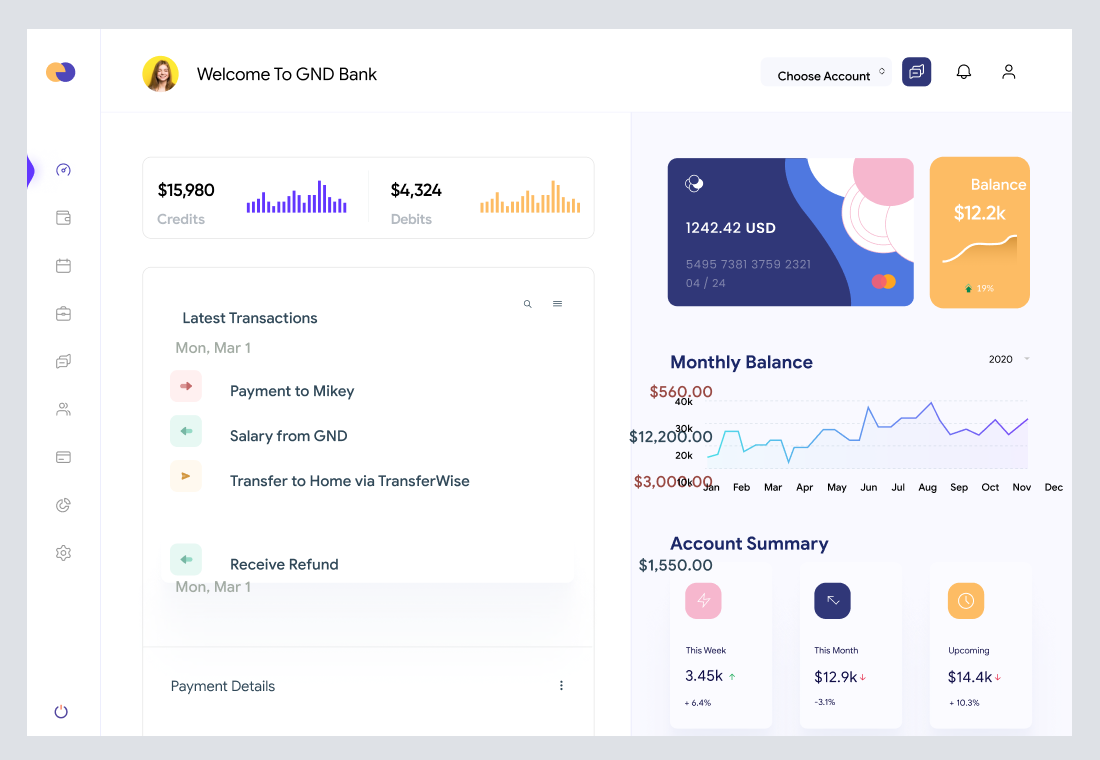 Welcome To GND Bank
Choose Account
$15,980
Credits
$4,324
Debits
1242.42 USD
5495 7381 3759 2321
04 / 24
Balance
$12.2k
19%
Latest Transactions
Mon, Mar 1
Payment to Mikey
$560.00
Salary from GND
$12,200.00
Transfer to Home via TransferWise
$3,000.00
Receive Refund
$1,550.00
Mon, Mar 1
Payment Details
Monthly Balance
2020
40k
30k
20k
10k
Jan Feb Mar Apr May Jun Jul Aug Sep Oct Nov Dec
Account Summary
This Week
3.45k
+ 6.4%
This Month
$12.9k
-3.1%
Upcoming
$14.4k
+ 10.3%